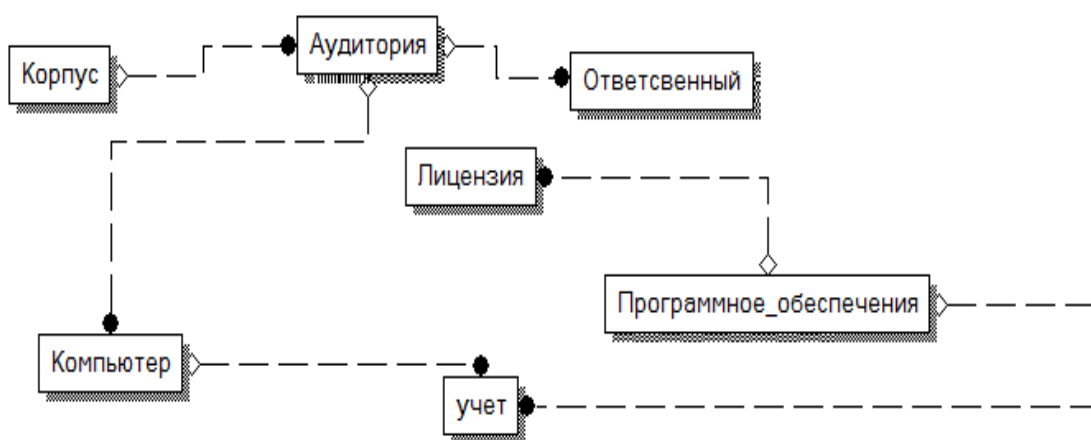 Аудитория
Корпус
Ответсвенный
Лицензия
Программное_обеспечения
Компьютер
учет